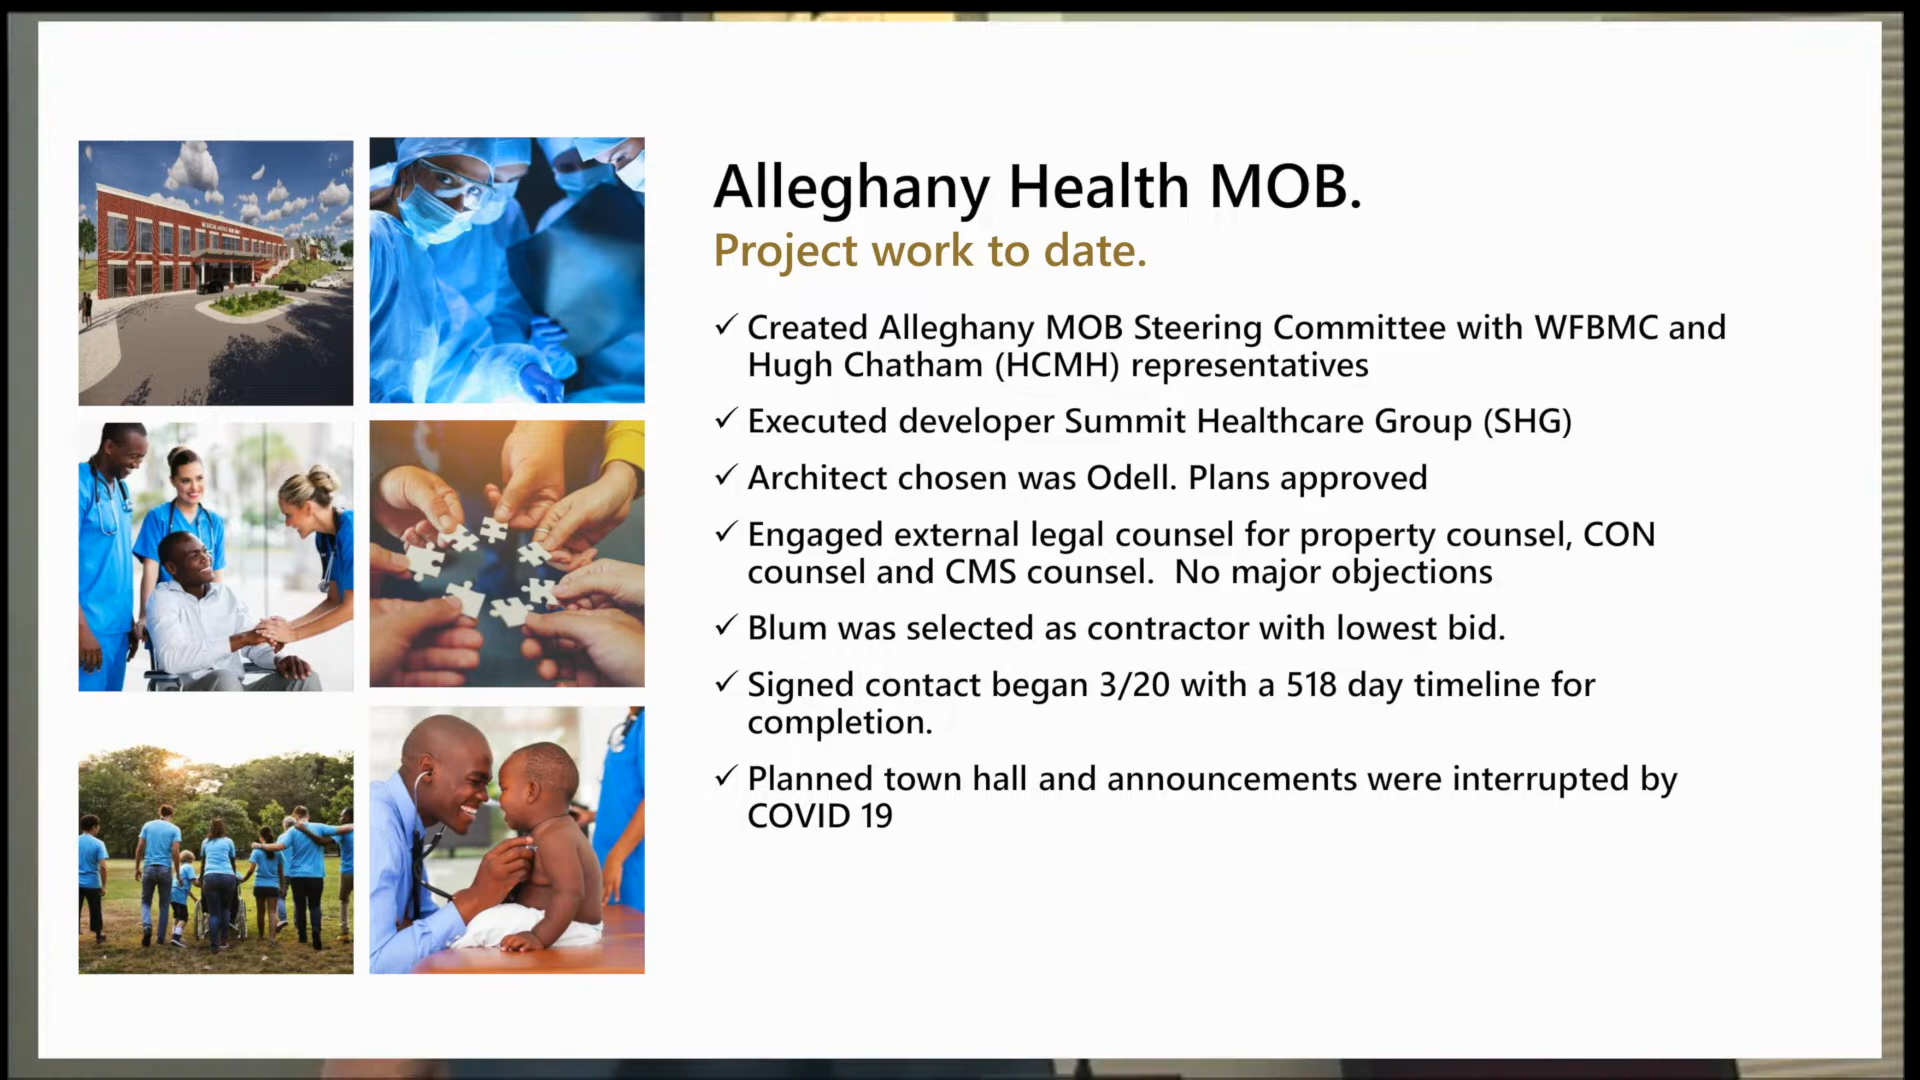 Alleghany Health MOB.
Project work to date.
✓ Created Alleghany MOB Steering Committee with WFBMC and
Hugh Chatham (HCMH) representatives
✓ Executed developer Summit Healthcare Group (SHG)
✓ Architect chosen was Odell. Plans approved
✓ Engaged external legal counsel for property counsel, CON
counsel and CMS counsel.  No major objections
✓ Blum was selected as contractor with lowest bid.
✓ Signed contact began 3/20 with a 518 day timeline for
completion.
✓ Planned town hall and announcements were interrupted by
COVID 19